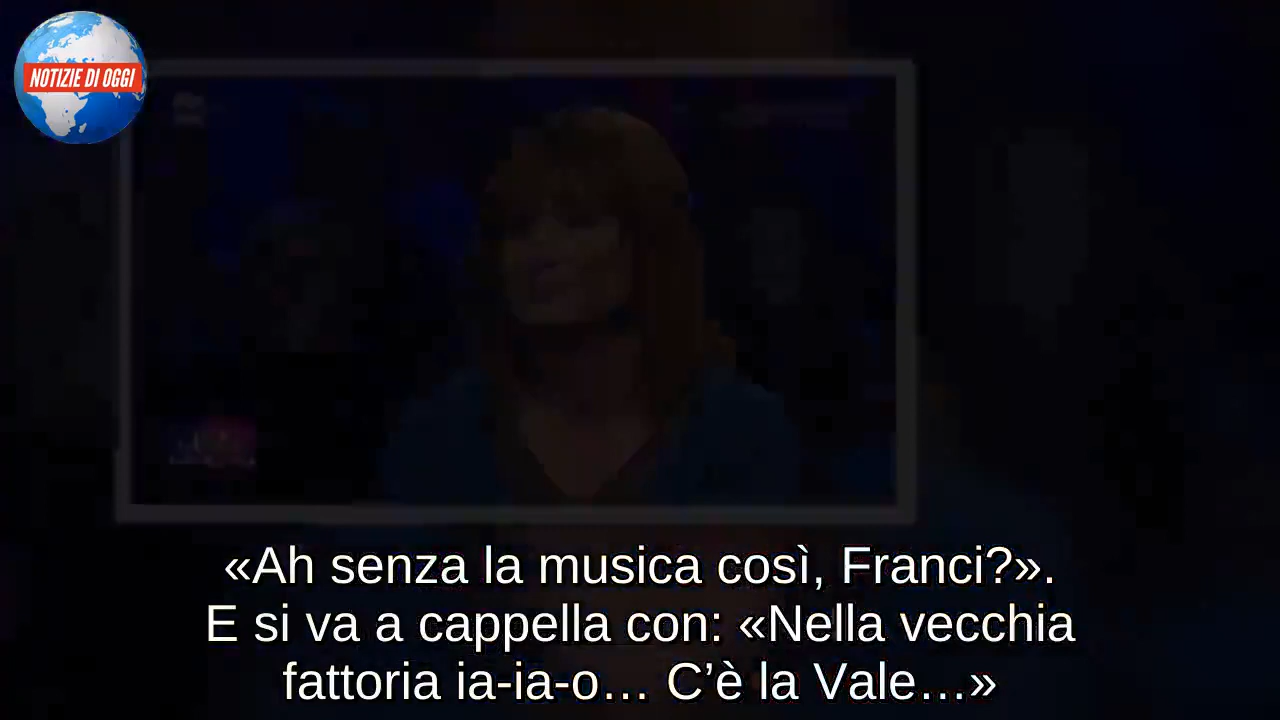 NOTIZIE DI OGGI
«Ah senza la musica così, Franci?».
E si va a cappella con: «Nella vecchia
fattoria ia-ia-o… C’è la Vale…»